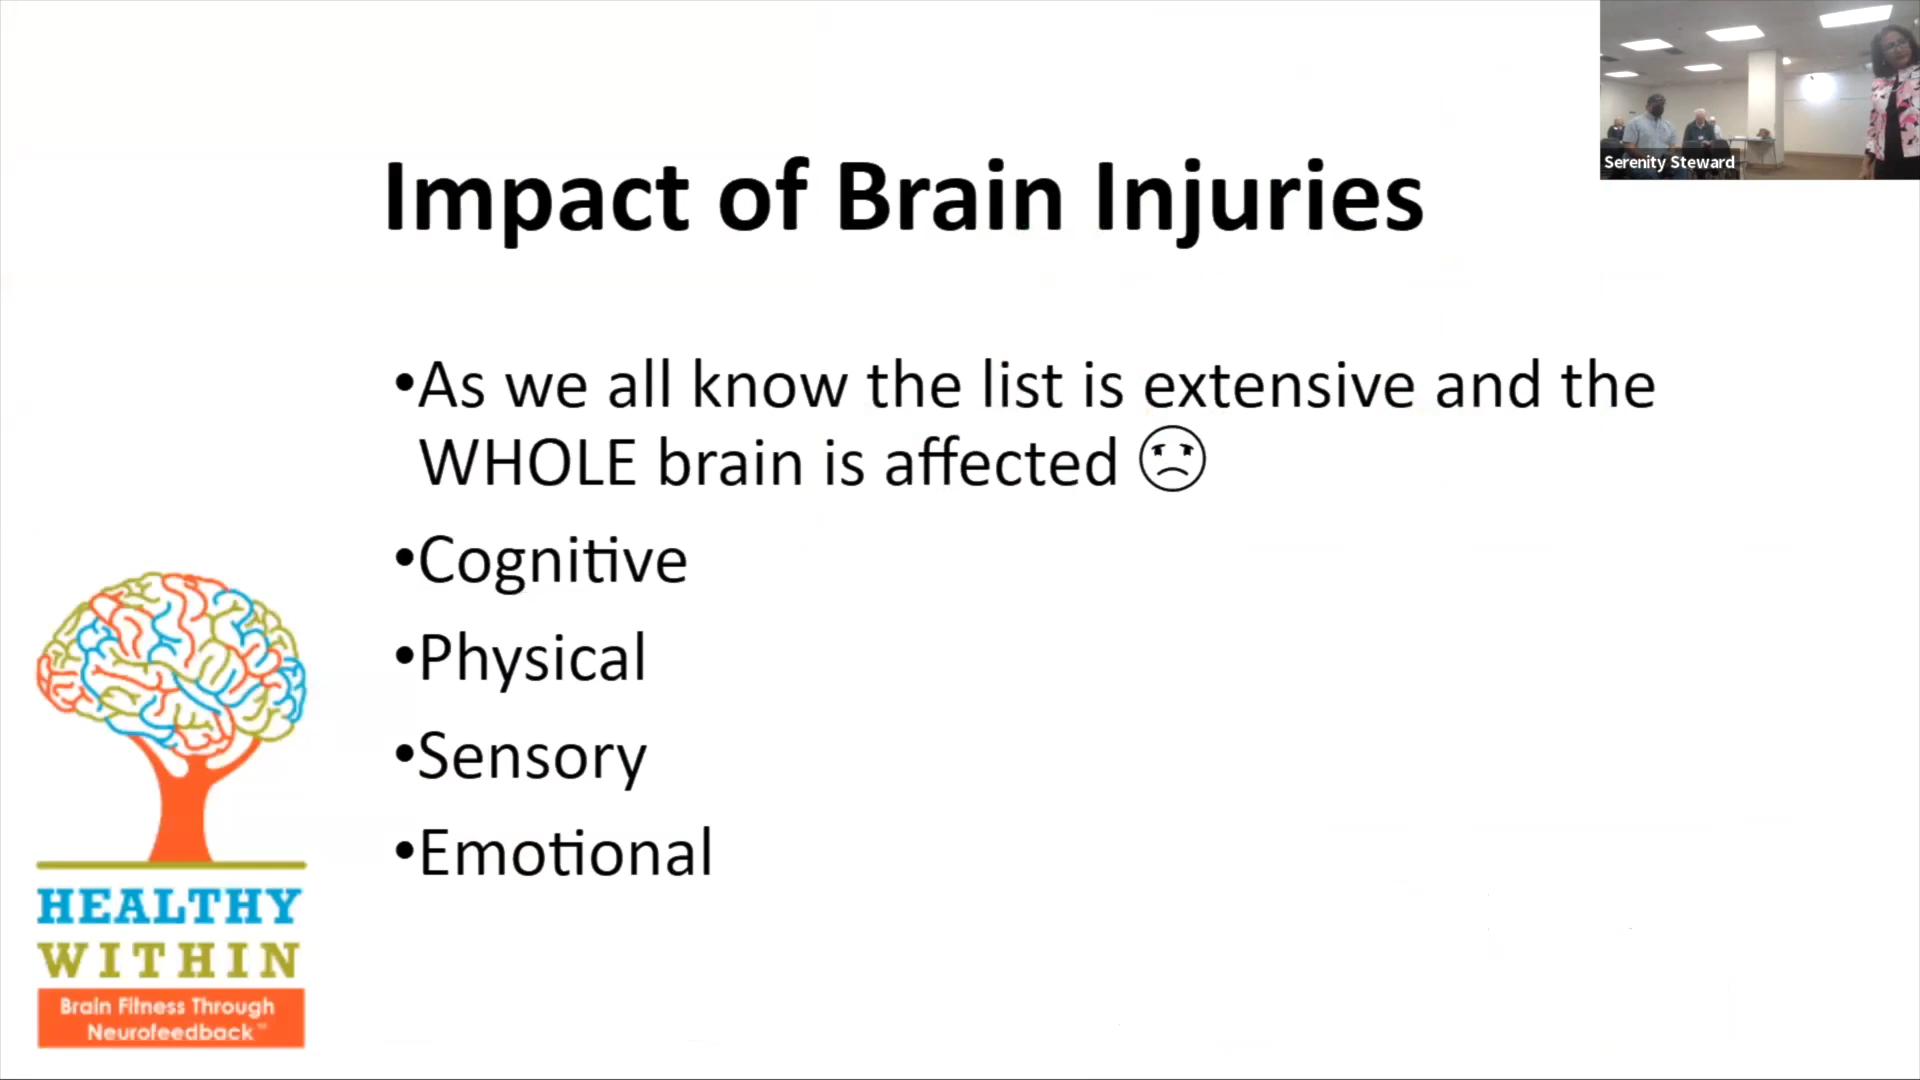 Serenity Steward
Impact of Brain Injuries
•As we all know the list is extensive and the
WHOLE brain is affected ☹
•Cognitive
•Physical
•Sensory
•Emotional
HEALTHY
WITHIN
Brain Fitness Through
Neurofeedback™